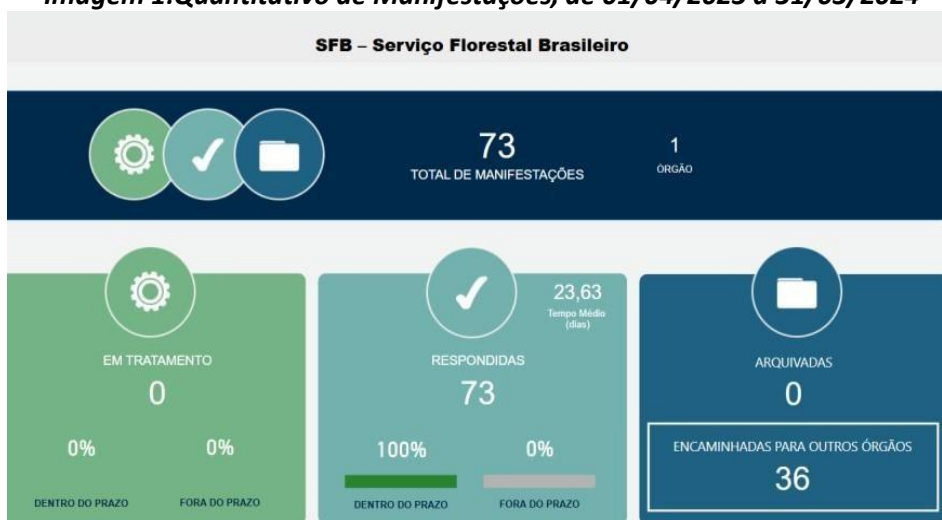 Imagem 1:Quantitativo de Manifestações, de 01/04/2023 a 31/03/2024
SFB – Serviço Florestal Brasileiro
73
TOTAL DE MANIFESTAÇÕES
1
ÓRGÃO
EM TRATAMENTO
0
0%
0%
DENTRO DO PRAZO
FORA DO PRAZO
23,63
Tempo Médio
(dias)
RESPONDIDAS
73
100%
0%
DENTRO DO PRAZO
FORA DO PRAZO
ARQUIVADAS
0
ENCAMINHADAS PARA OUTROS ÓRGÃOS
36